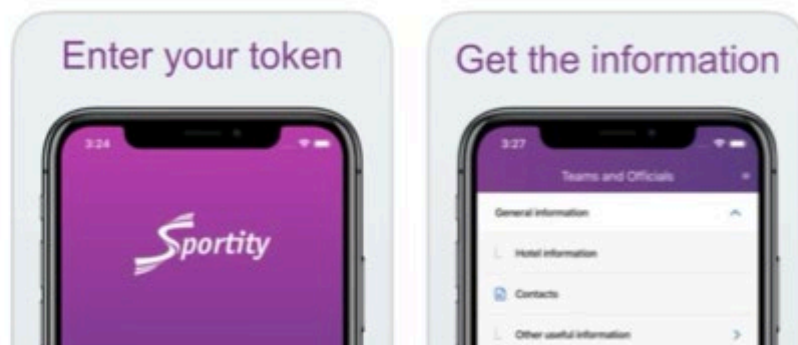 Enter your token
3:24
Sportity
Get the information
3:27
Teams and Officials
General information
Hotel information
Contacts
Other useful information